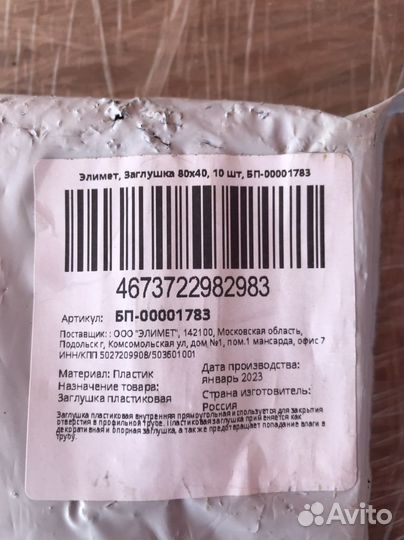 Элимет, Заглушка 80х40, 10 шт, БП-00001783
4673722982983
Артикул: БП-00001783
Поставщик: : ООО "ЭЛИМЕТ", 142100, Московская область,
Подольск г, Комсомольская ул, дом №1, пом.1 мансарда, офис 7
ИНН/КПП 5027209908/503601001
Материал: Пластик
Назначение товара:
Заглушка пластиковая
Дата производства:
январь 2023
Страна изготовитель:
Россия
Заглушка пластиковая внутренняя прямоугольная используется для закрытия
отверстия в профильной трубе. Пластиковая заглушка применяется как
декоративная и опорная заглушка, а также предотвращает попадание влаги в
трубу.
Avito